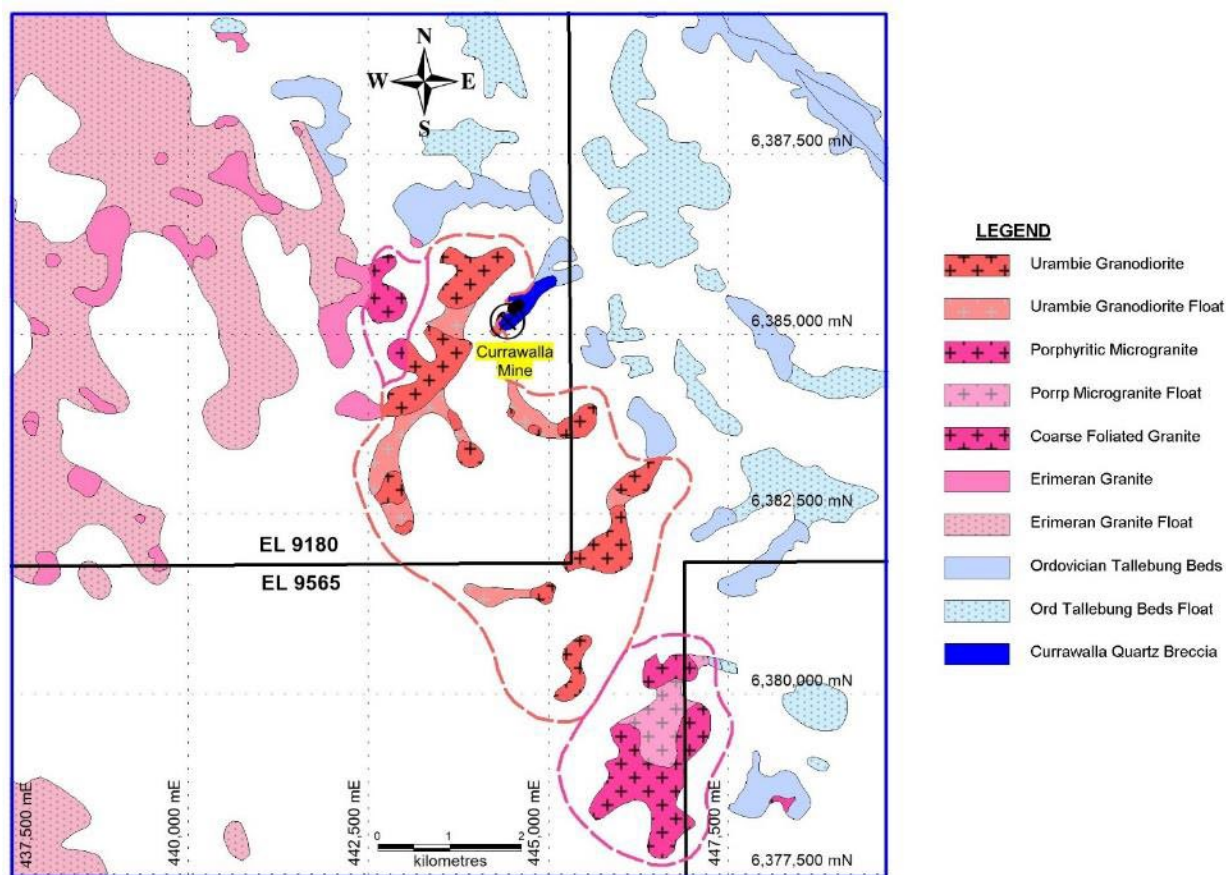 N
W E
S
6,387,500 mN
6,385,000 mN
Currawalla
Mine
6,382,500 mN
EL 9180
EL 9565
6,380,000 mN
437,500 mE
440,000 mE
442,500 mE
445,000 mE
447,500 mE
0 1 2
kilometres
6,377,500 mN
LEGEND
Urambie Granodiorite
Urambie Granodiorite Float
Porphyritic Microgranite
Porrp Microgranite Float
Coarse Foliated Granite
Erimeran Granite
Erimeran Granite Float
Ordovician Tallebung Beds
Ord Tallebung Beds Float
Currawalla Quartz Breccia